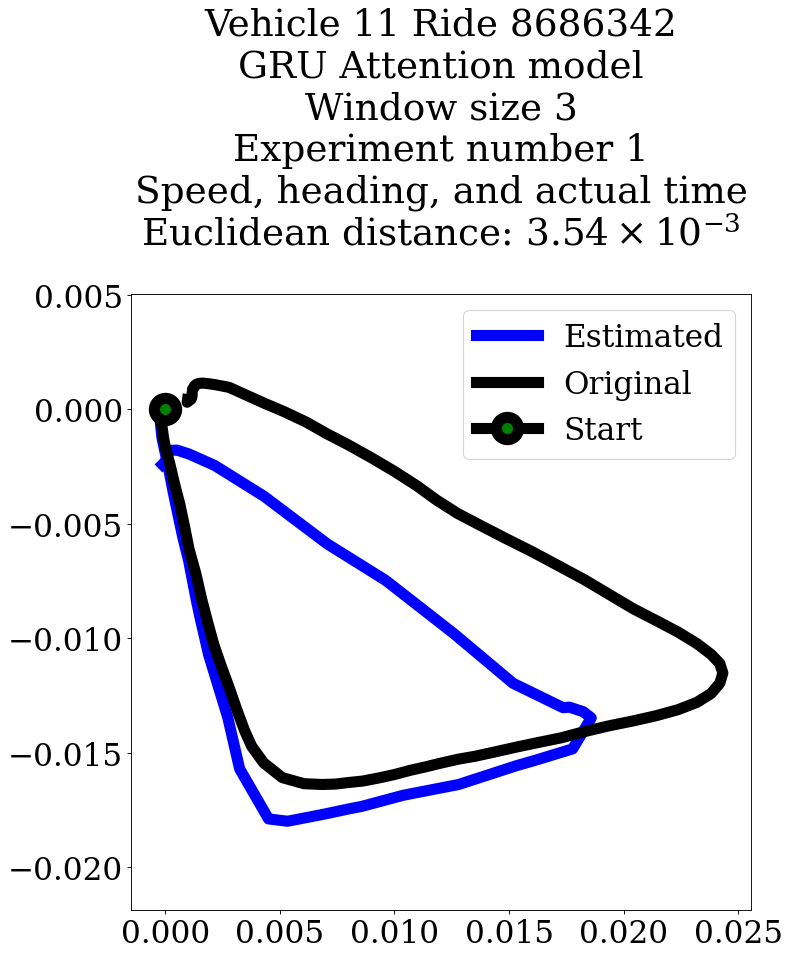 Vehicle 11 Ride 8686342
GRU Attention model
Window size 3
Experiment number 1
Speed, heading, and actual time
Euclidean distance: 3.54 × 10⁻³
0.005
0.000
−0.005
−0.010
−0.015
−0.020
Estimated
Original
Start
0.000 0.005 0.010 0.015 0.020 0.025